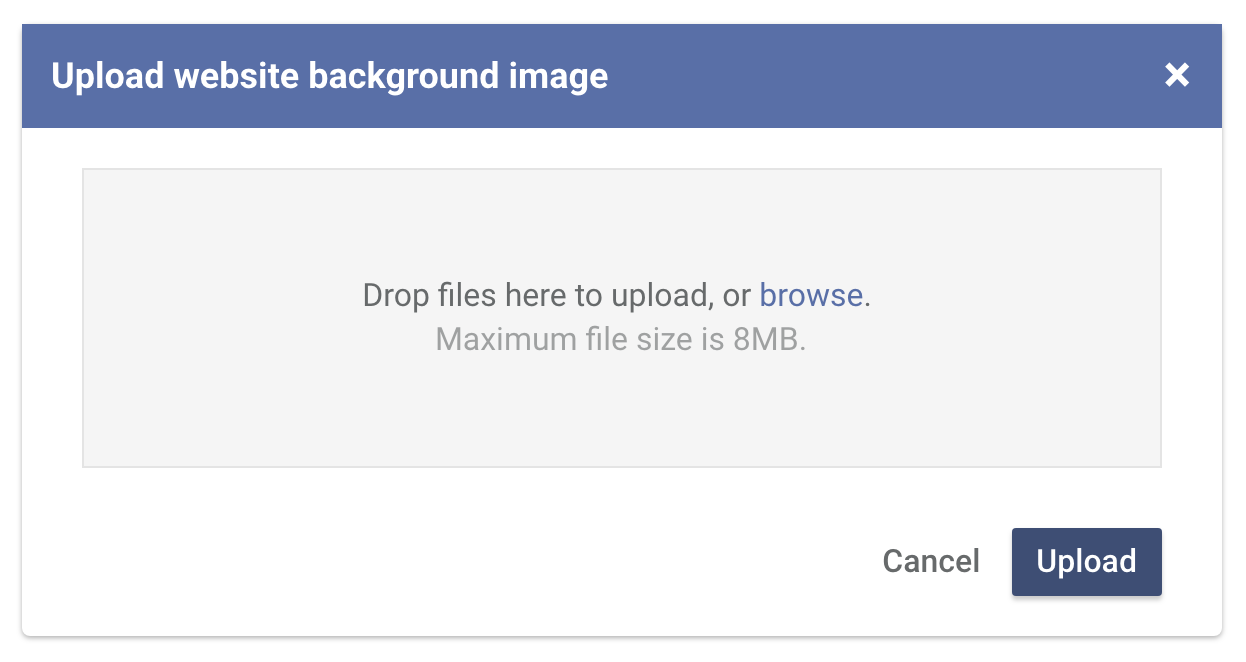 Upload website background image
Drop files here to upload, or browse.
Maximum file size is 8MB.
Cancel
Upload